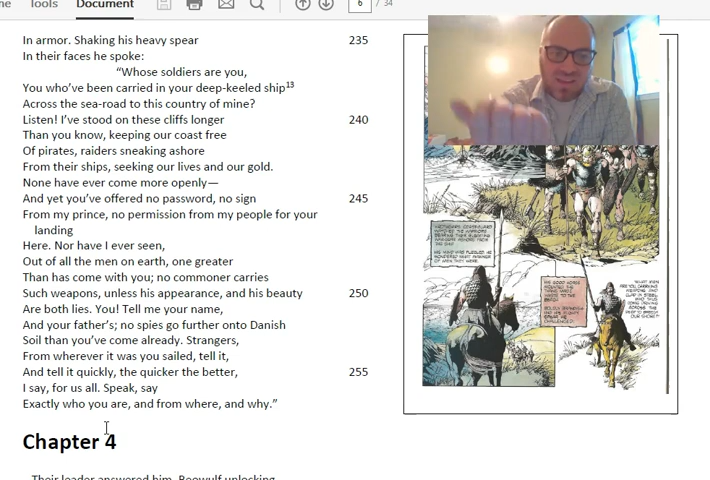 Tools
Document
6
/ 34
In armor. Shaking his heavy spear
235
In their faces he spoke:
“Whose soldiers are you,
You who’ve been carried in your deep-keeled ship13
Across the sea-road to this country of mine?
Listen! I’ve stood on these cliffs longer
240
Than you know, keeping our coast free
Of pirates, raiders sneaking ashore
From their ships, seeking our lives and our gold.
None have ever come more openly—
And yet you’ve offered no password, no sign
245
From my prince, no permission from my people for your
landing
Here. Nor have I ever seen,
Out of all the men on earth, one greater
Than has come with you; no commoner carries
Such weapons, unless his appearance, and his beauty
250
Are both lies. You! Tell me your name,
And your father’s; no spies go further onto Danish
Soil than you’ve come already. Strangers,
From wherever it was you sailed, tell it,
And tell it quickly, the quicker the better,
255
I say, for us all. Speak, say
Exactly who you are, and from where, and why.”
Chapter 4
Their leader answered him, Beowulf unlocking